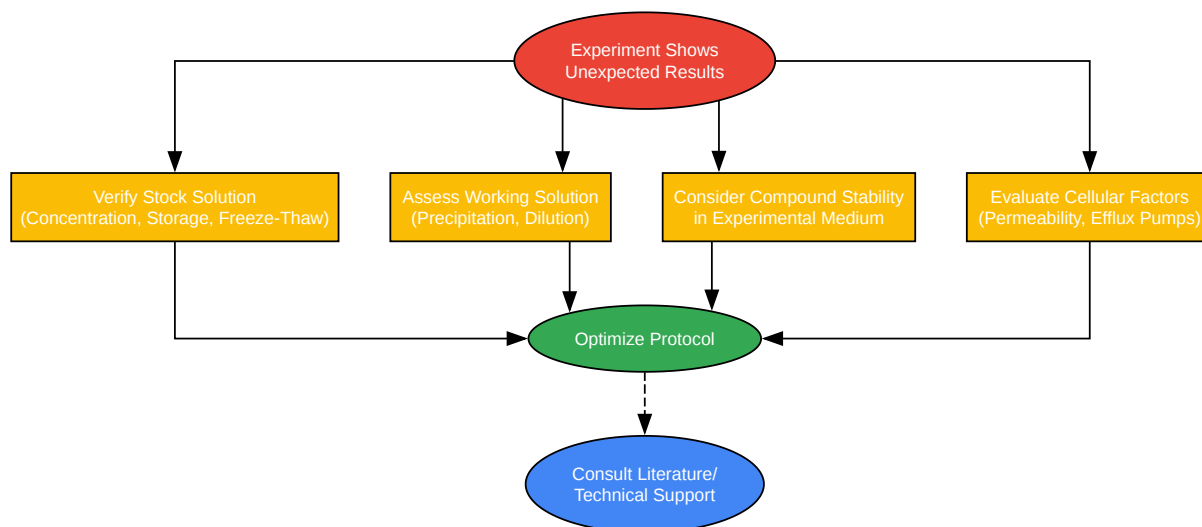 Experiment Shows
Unexpected Results
Verify Stock Solution
(Concentration, Storage, Freeze-Thaw)
Assess Working Solution
(Precipitation, Dilution)
Consider Compound Stability
in Experimental Medium
Evaluate Cellular Factors
(Permeability, Efflux Pumps)
Optimize Protocol
Consult Literature/
Technical Support